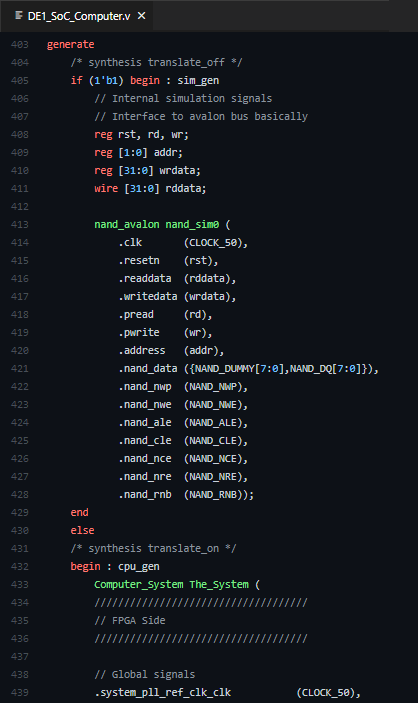 DE1_SoC_Computer.v
403 generate
404 /* synthesis translate_off */
405 if (1'b1) begin : sim_gen
406 // Internal simulation signals
407 // Interface to avalon bus basically
408 reg rst, rd, wr;
409 reg [1:0] addr;
410 reg [31:0] wrdata;
411 wire [31:0] rddata;
412
413 nand_avalon nand_sim0 (
414 .clk (CLOCK_50),
415 .resetn (rst),
416 .readdata (rddata),
417 .writedata (wrdata),
418 .pread (rd),
419 .pwrite (wr),
420 .address (addr),
421 .nand_data ({NAND_DUMMY[7:0],NAND_DQ[7:0]}),
422 .nand_nwp (NAND_NWP),
423 .nand_nwe (NAND_NWE),
424 .nand_ale (NAND_ALE),
425 .nand_cle (NAND_CLE),
426 .nand_nce (NAND_NCE),
427 .nand_nre (NAND_NRE),
428 .nand_rnb (NAND_RNB));
429 end
430 else
431 /* synthesis translate_on */
432 begin : cpu_gen
433 Computer_System The_System (
434 ////////////////////////////////////
435 // FPGA Side
436 ////////////////////////////////////
437
438 // Global signals
439 .system_pll_ref_clk_clk (CLOCK_50),